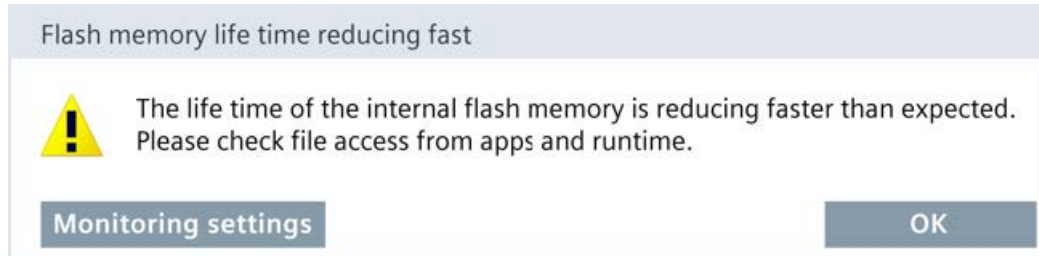 Flash memory life time reducing fast
The life time of the internal flash memory is reducing faster than expected.
Please check file access from apps and runtime.
Monitoring settings
OK